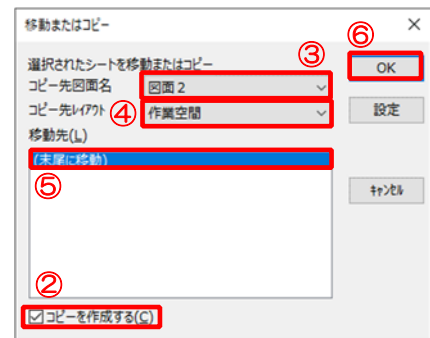 移動またはコピー
⑥
選択されたシートを移動またはコピー
③
OK
コピー先図面名
図面2
コピー先レイアウト
④
作業空間
設定
移動先(L)
(末尾に移動)
⑤
キャンセル
②
コピーを作成する(C)